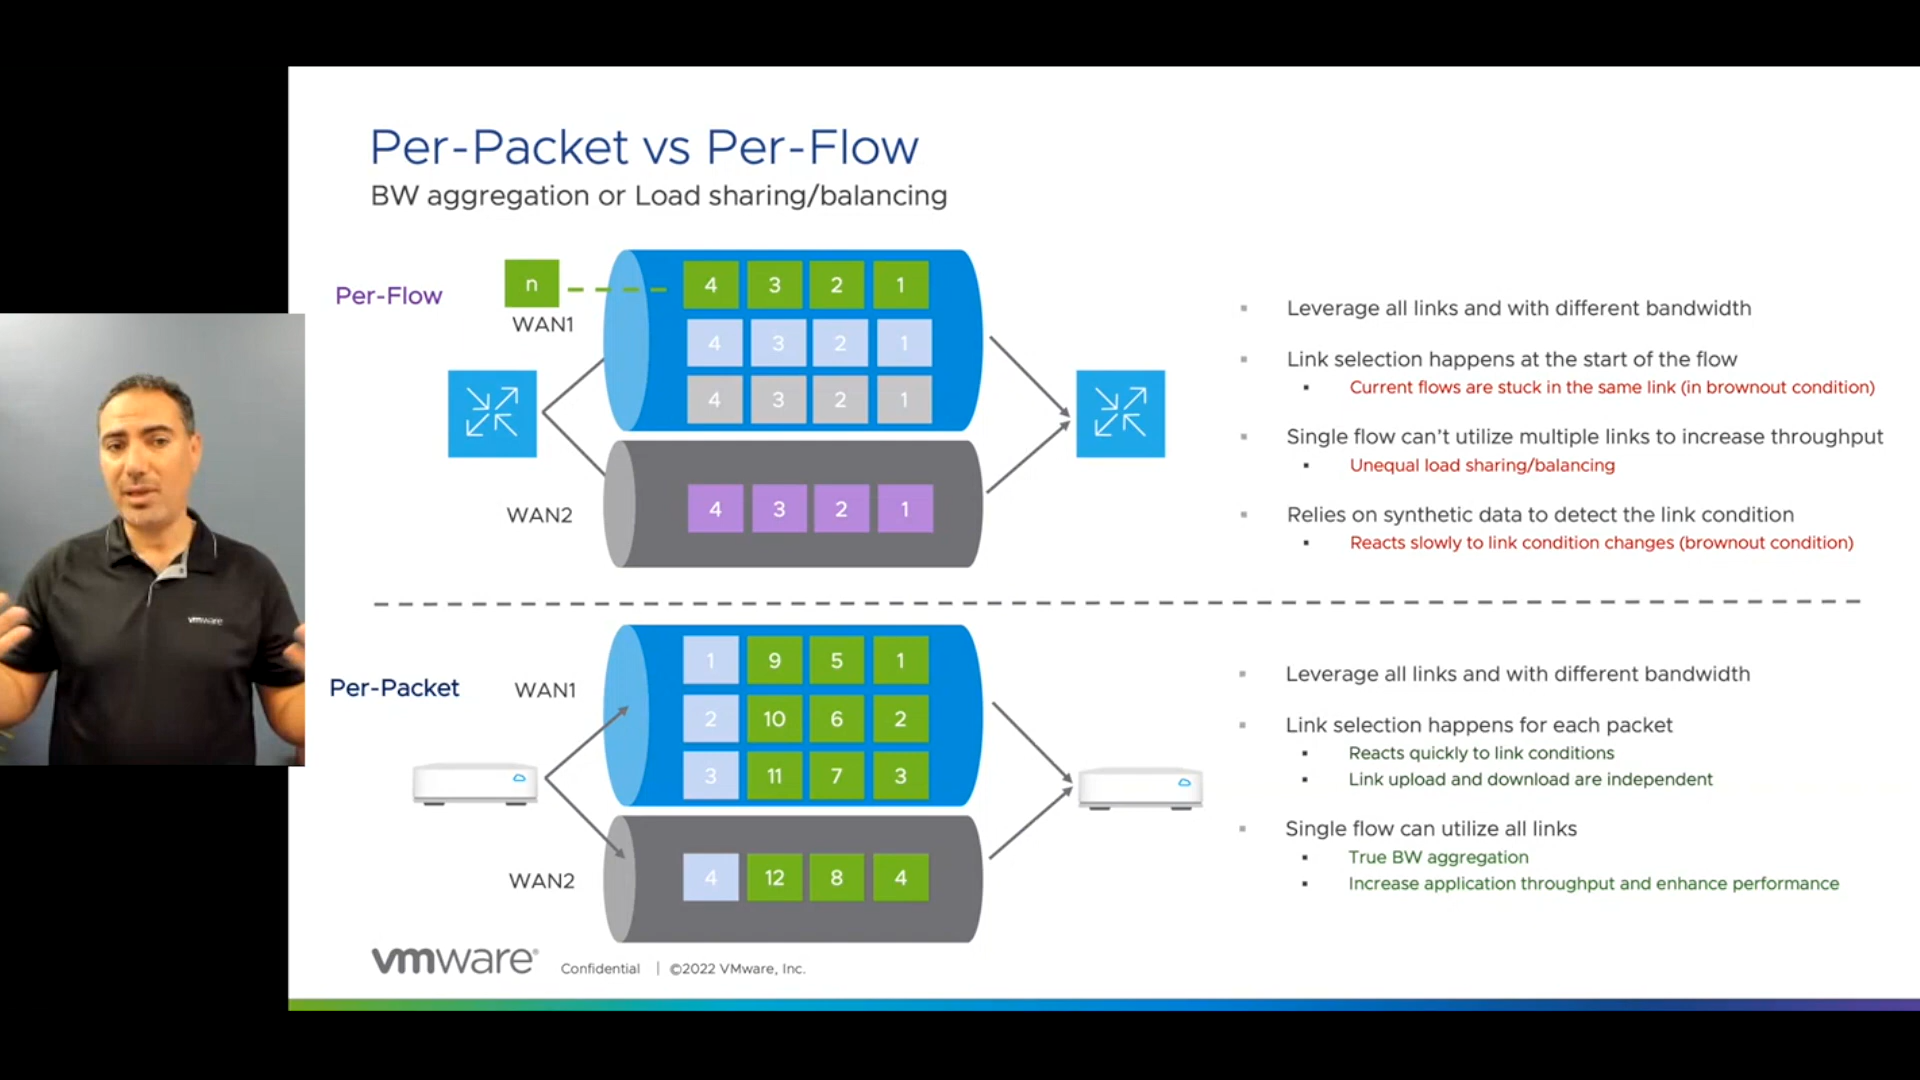 Per-Packet vs Per-Flow
BW aggregation or Load sharing/balancing
Per-Flow
n
WAN1
4 3 2 1
4 3 2 1
4 3 2 1
WAN2
4 3 2 1
▪ Leverage all links and with different bandwidth
▪ Link selection happens at the start of the flow
▪ Current flows are stuck in the same link (in brownout condition)
▪ Single flow can't utilize multiple links to increase throughput
▪ Unequal load sharing/balancing
▪ Relies on synthetic data to detect the link condition
▪ Reacts slowly to link condition changes (brownout condition)
vmware
Per-Packet
WAN1
1 9 5 1
2 10 6 2
3 11 7 3
WAN2
4 12 8 4
▪ Leverage all links and with different bandwidth
▪ Link selection happens for each packet
▪ Reacts quickly to link conditions
▪ Link upload and download are independent
▪ Single flow can utilize all links
▪ True BW aggregation
▪ Increase application throughput and enhance performance
vmware® Confidential | ©2022 VMware, Inc.